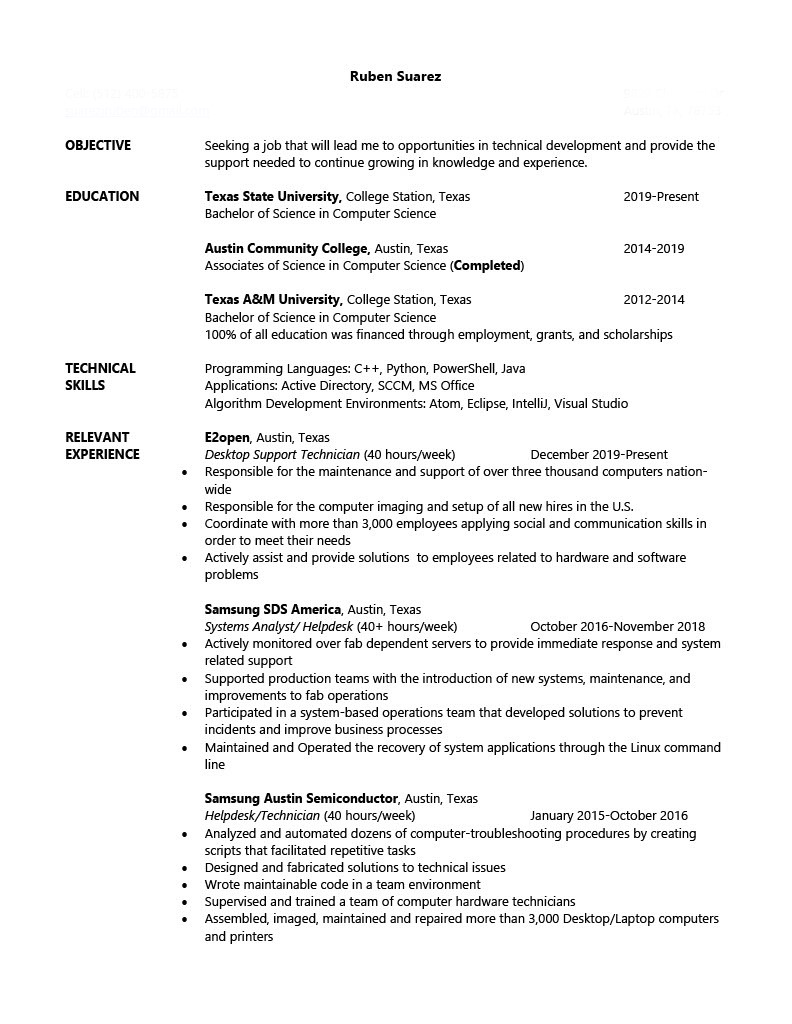 Ruben Suarez
OBJECTIVE Seeking a job that will lead me to opportunities in technical development and provide the
support needed to continue growing in knowledge and experience.
EDUCATION Texas State University, College Station, Texas 2019-Present
Bachelor of Science in Computer Science
Austin Community College, Austin, Texas 2014-2019
Associates of Science in Computer Science (Completed)
Texas A&M University, College Station, Texas 2012-2014
Bachelor of Science in Computer Science
100% of all education was financed through employment, grants, and scholarships
TECHNICAL Programming Languages: C++, Python, PowerShell, Java
SKILLS Applications: Active Directory, SCCM, MS Office
Algorithm Development Environments: Atom, Eclipse, IntelliJ, Visual Studio
RELEVANT E2open, Austin, Texas
EXPERIENCE Desktop Support Technician (40 hours/week) December 2019-Present
• Responsible for the maintenance and support of over three thousand computers nation-
wide
• Responsible for the computer imaging and setup of all new hires in the U.S.
• Coordinate with more than 3,000 employees applying social and communication skills in
order to meet their needs
• Actively assist and provide solutions to employees related to hardware and software
problems
Samsung SDS America, Austin, Texas
Systems Analyst/ Helpdesk (40+ hours/week) October 2016-November 2018
• Actively monitored over fab dependent servers to provide immediate response and system
related support
• Supported production teams with the introduction of new systems, maintenance, and
improvements to fab operations
• Participated in a system-based operations team that developed solutions to prevent
incidents and improve business processes
• Maintained and Operated the recovery of system applications through the Linux command
line
Samsung Austin Semiconductor, Austin, Texas
Helpdesk/Technician (40 hours/week) January 2015-October 2016
• Analyzed and automated dozens of computer-troubleshooting procedures by creating
scripts that facilitated repetitive tasks
• Designed and fabricated solutions to technical issues
• Wrote maintainable code in a team environment
• Supervised and trained a team of computer hardware technicians
• Assembled, imaged, maintained and repaired more than 3,000 Desktop/Laptop computers
and printers